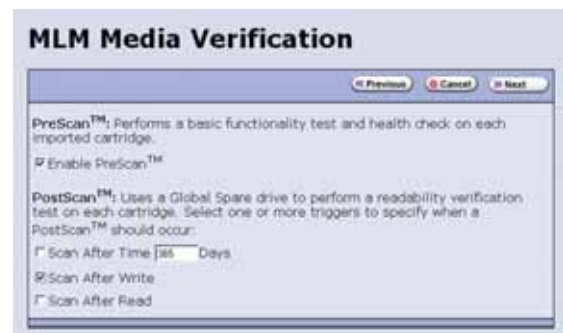 MLM Media Verification
Previous Cancel Next
PreScan™: Performs a basic functionality test and health check on each
imported cartridge.
Enable PreScan™
PostScan™: Uses a Global Spare drive to perform a readability verification
test on each cartridge. Select one or more triggers to specify when a
PostScan™ should occur:
Scan After Time 365 Days
Scan After Write
Scan After Read